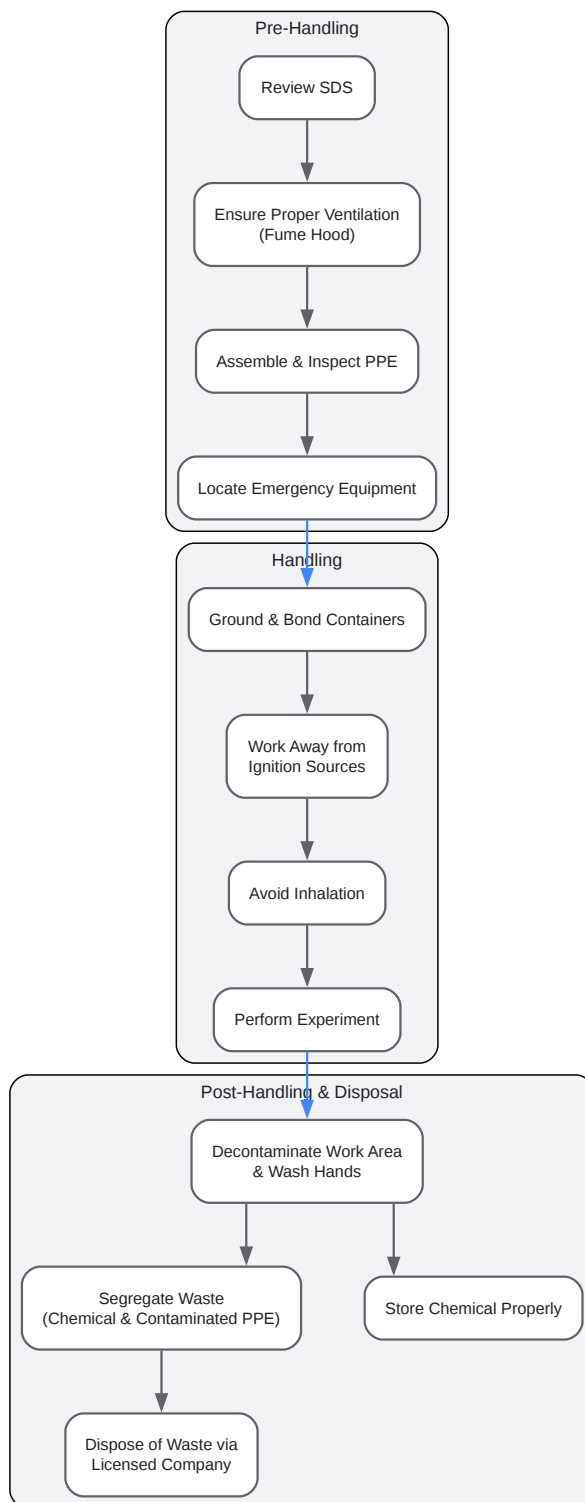 Pre-Handling
Review SDS
Ensure Proper Ventilation
(Fume Hood)
Assemble & Inspect PPE
Locate Emergency Equipment
Handling
Ground & Bond Containers
Work Away from
Ignition Sources
Avoid Inhalation
Perform Experiment
Post-Handling & Disposal
Decontaminate Work Area
& Wash Hands
Segregate Waste
(Chemical & Contaminated PPE)
Store Chemical Properly
Dispose of Waste via
Licensed Company